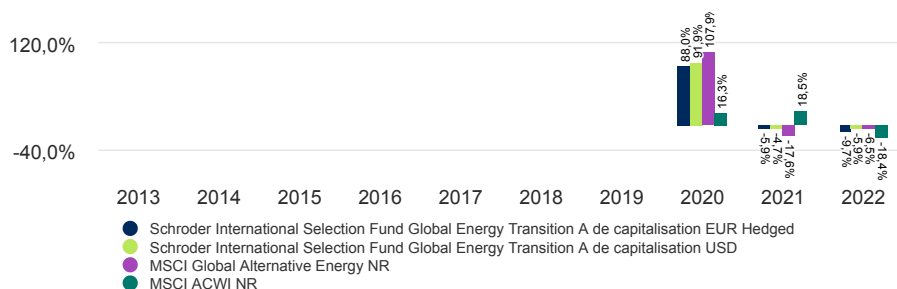 120,0%
-40,0%
88,0%
91,9%
107,9%
16,3%
-5,9%
-4,7%
-17,6%
18,5%
-9,7%
-5,9%
-6,5%
-18,4%
2013 2014 2015 2016 2017 2018 2019 2020 2021 2022
Schroder International Selection Fund Global Energy Transition A de capitalisation EUR Hedged
Schroder International Selection Fund Global Energy Transition A de capitalisation USD
MSCI Global Alternative Energy NR
MSCI ACWI NR